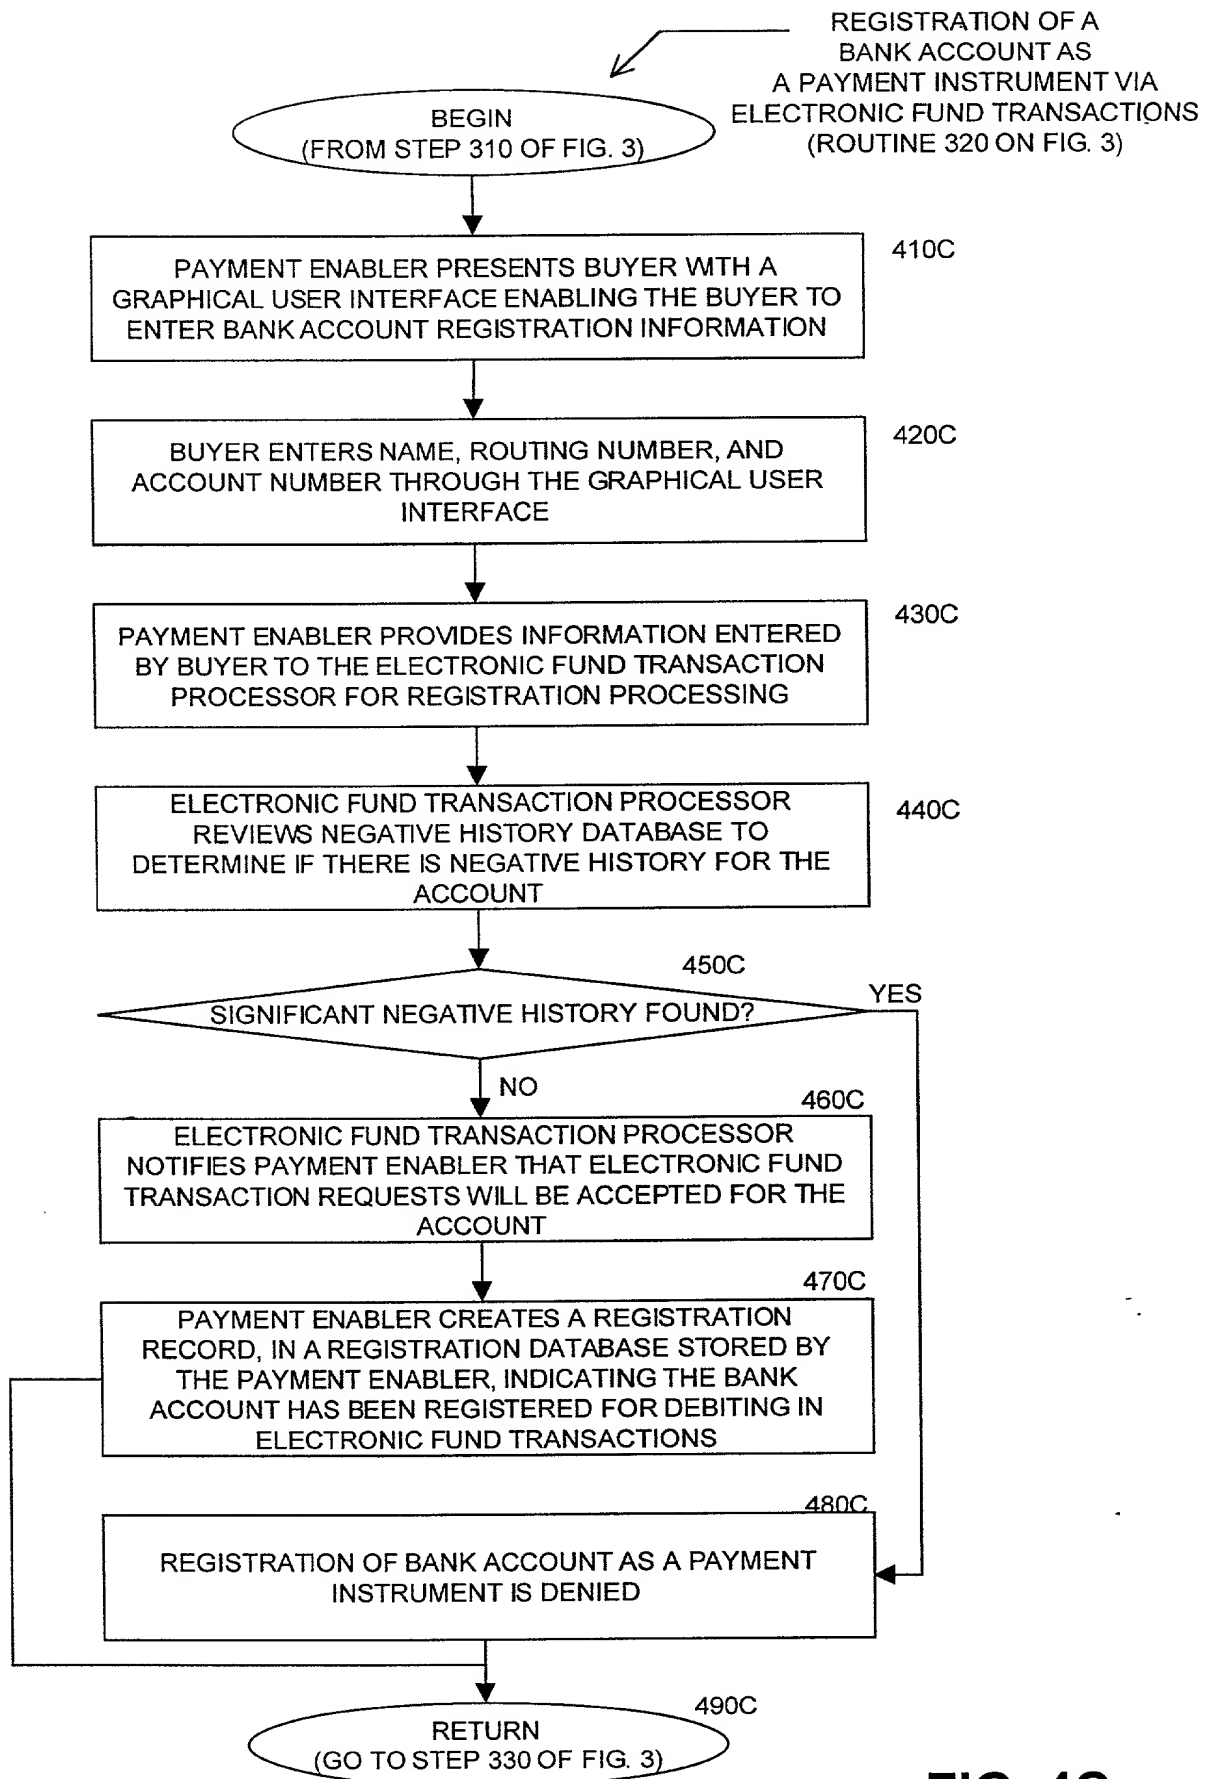 REGISTRATION OF A
BANK ACCOUNT AS
A PAYMENT INSTRUMENT VIA
ELECTRONIC FUND TRANSACTIONS
(ROUTINE 320 ON FIG. 3)
BEGIN
(FROM STEP 310 OF FIG. 3)
410C
PAYMENT ENABLER PRESENTS BUYER WITH A
GRAPHICAL USER INTERFACE ENABLING THE BUYER TO
ENTER BANK ACCOUNT REGISTRATION INFORMATION
420C
BUYER ENTERS NAME, ROUTING NUMBER, AND
ACCOUNT NUMBER THROUGH THE GRAPHICAL USER
INTERFACE
430C
PAYMENT ENABLER PROVIDES INFORMATION ENTERED
BY BUYER TO THE ELECTRONIC FUND TRANSACTION
PROCESSOR FOR REGISTRATION PROCESSING
440C
ELECTRONIC FUND TRANSACTION PROCESSOR
REVIEWS NEGATIVE HISTORY DATABASE TO
DETERMINE IF THERE IS NEGATIVE HISTORY FOR THE
ACCOUNT
450C
YES
SIGNIFICANT NEGATIVE HISTORY FOUND?
NO
460C
ELECTRONIC FUND TRANSACTION PROCESSOR
NOTIFIES PAYMENT ENABLER THAT ELECTRONIC FUND
TRANSACTION REQUESTS WILL BE ACCEPTED FOR THE
ACCOUNT
470C
PAYMENT ENABLER CREATES A REGISTRATION
RECORD, IN A REGISTRATION DATABASE STORED BY
THE PAYMENT ENABLER, INDICATING THE BANK
ACCOUNT HAS BEEN REGISTERED FOR DEBITING IN
ELECTRONIC FUND TRANSACTIONS
480C
REGISTRATION OF BANK ACCOUNT AS A PAYMENT
INSTRUMENT IS DENIED
490C
RETURN
(GO TO STEP 330 OF FIG. 3)